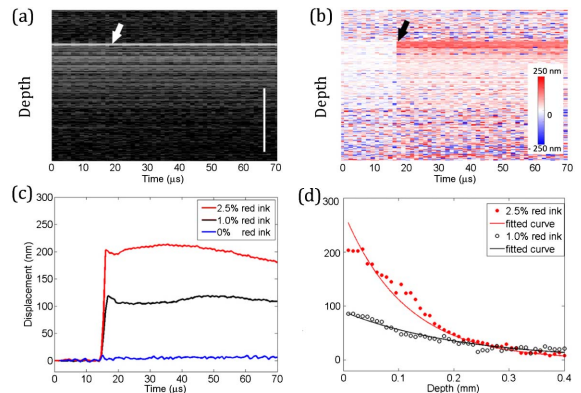 (a)
(b)
Depth
0 10 20 30 40 50 60 70
Time (μs)
Depth
250 nm
0
- 250 nm
0 10 20 30 40 50 60 70
Time (μs)
(c)
300
250
200
150
100
50
0
Displacement (nm)
2.5% red ink
1.0% red ink
0% red ink
0 10 20 30 40 50 60 70
Time (μs)
(d)
300
200
100
0
2.5% red ink
fitted curve
1.0% red ink
fitted curve
0 0.1 0.2 0.3 0.4
Depth (mm)